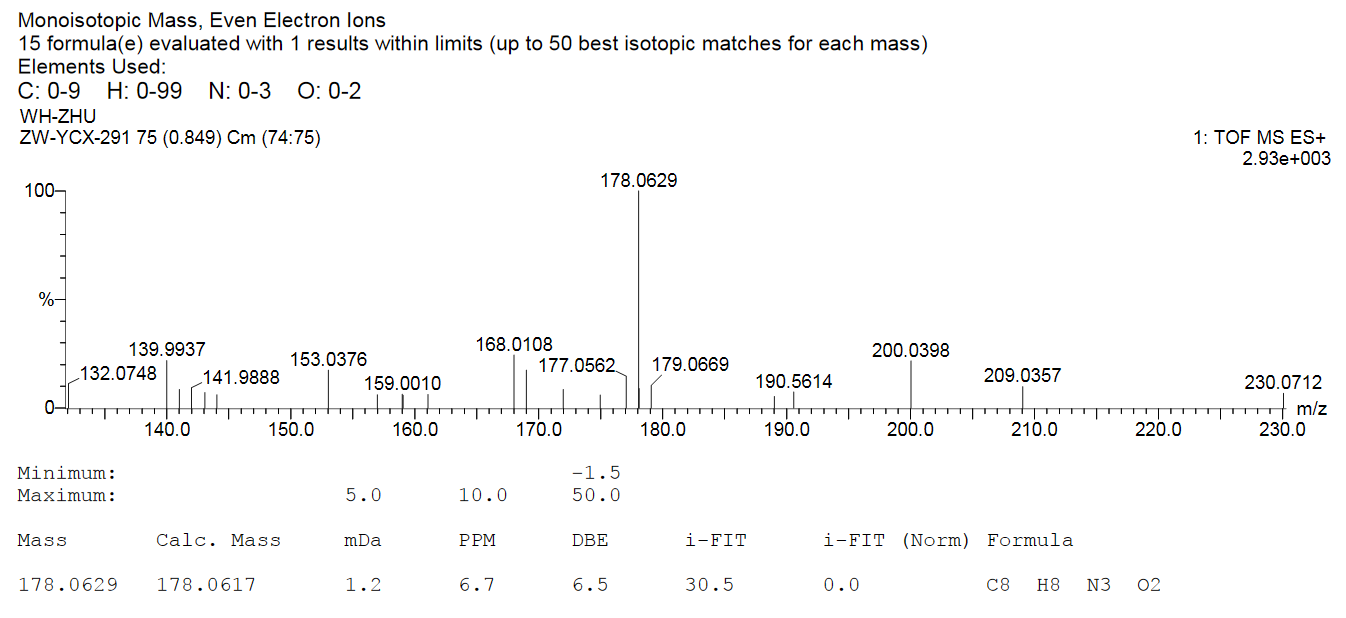 Monoisotopic Mass, Even Electron Ions
15 formula(e) evaluated with 1 results within limits (up to 50 best isotopic matches for each mass)
Elements Used:
C: 0-9 H: 0-99 N: 0-3 O: 0-2
WH-ZHU
ZW-YCX-291 75 (0.849) Cm (74:75)
1: TOF MS ES+
2.93e+003
100
178.0629
%
139.9937
132.0748
141.9888
153.0376
159.0010
168.0108
177.0562
179.0669
190.5614
200.0398
209.0357
230.0712
0
m/z
140.0 150.0 160.0 170.0 180.0 190.0 200.0 210.0 220.0 230.0
Minimum: -1.5
Maximum: 5.0 10.0 50.0
Mass Calc. Mass mDa PPM DBE i-FIT i-FIT (Norm) Formula
178.0629 178.0617 1.2 6.7 6.5 30.5 0.0 C8 H8 N3 O2